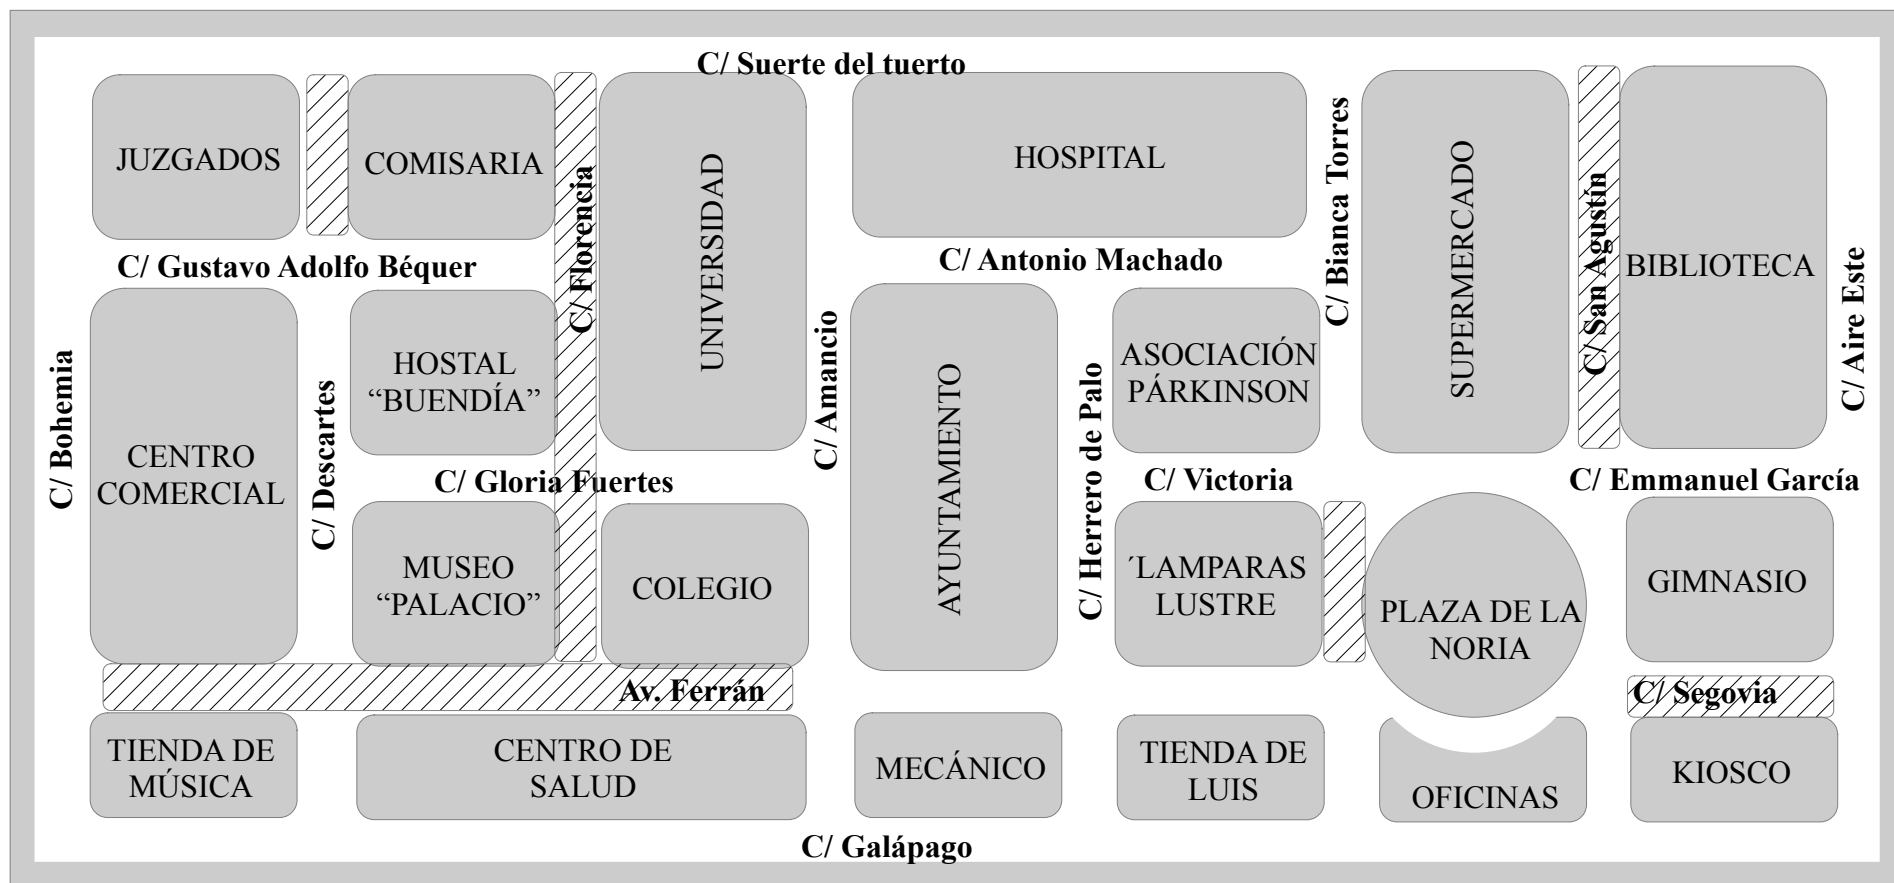 C/ Suerte del tuerto
JUZGADOS
COMISARIA
C/ Florencia
UNIVERSIDAD
HOSPITAL
C/ Bianca Torres
SUPERMERCADO
C/ San Agustín
BIBLIOTECA
C/ Aire Este
C/ Gustavo Adolfo Béquer
C/ Antonio Machado
C/ Bohemia
CENTRO
COMERCIAL
C/ Descartes
HOSTAL
“BUENDÍA”
C/ Amancio
AYUNTAMIENTO
C/ Herrero de Palo
ASOCIACIÓN
PÁRKINSON
C/ Gloria Fuertes
C/ Victoria
C/ Emmanuel García
MUSEO
“PALACIO”
COLEGIO
´LAMPARAS
LUSTRE
PLAZA DE LA
NORIA
GIMNASIO
Av. Ferrán
C/ Segovia
TIENDA DE
MÚSICA
CENTRO DE
SALUD
MECÁNICO
TIENDA DE
LUIS
OFICINAS
KIOSCO
C/ Galápago